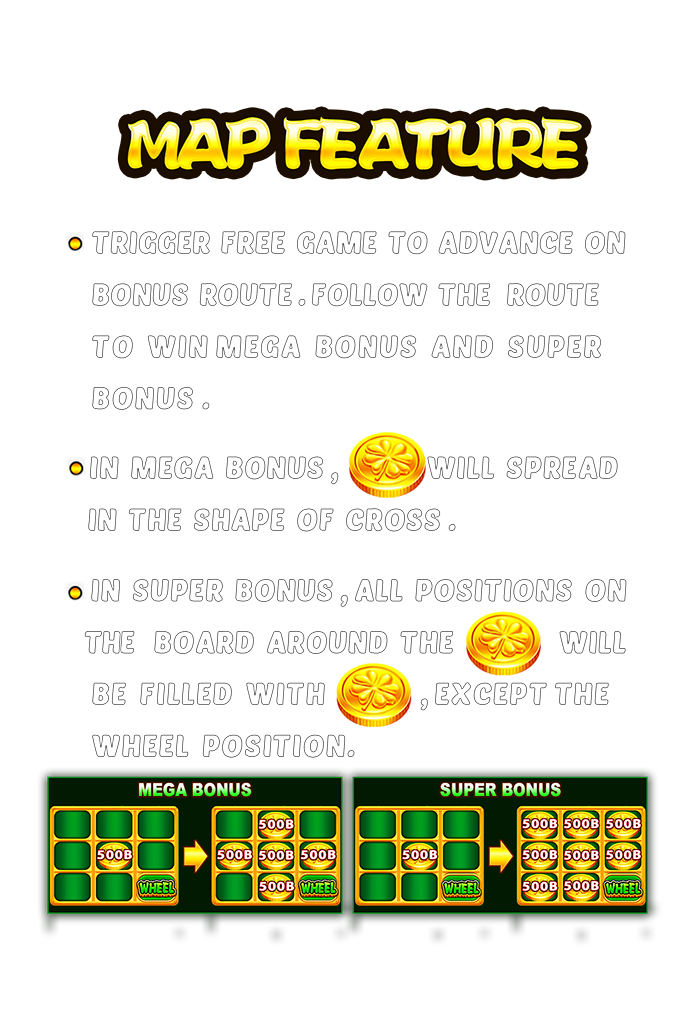 MAP FEATURE
TRIGGER FREE GAME TO ADVANCE ON
BONUS ROUTE. FOLLOW THE ROUTE
TO WIN MEGA BONUS AND SUPER
BONUS.
IN MEGA BONUS, WILL SPREAD
IN THE SHAPE OF CROSS.
IN SUPER BONUS, ALL POSITIONS ON
THE BOARD AROUND THE WILL
BE FILLED WITH , EXCEPT THE
WHEEL POSITION.
MEGA BONUS
500B
WHEEL
500B
500B 500B 500B
500B WHEEL
SUPER BONUS
500B
WHEEL
500B 500B 500B
500B 500B 500B
500B 500B WHEEL